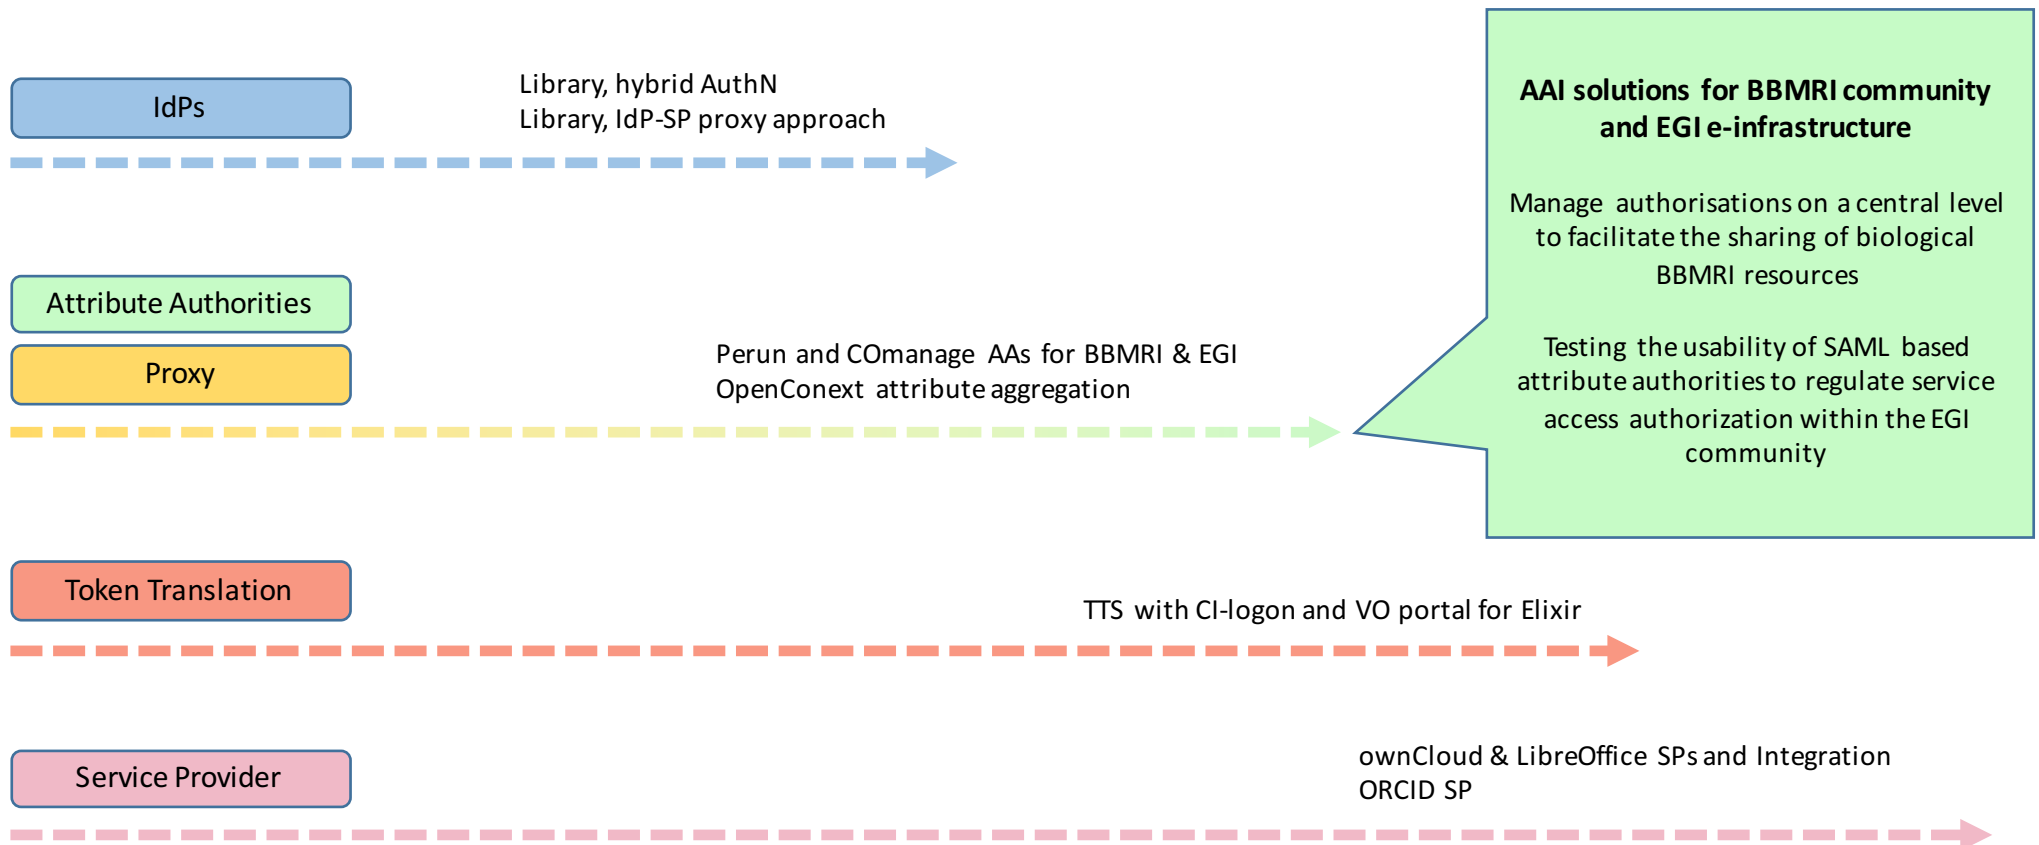 IdPs
Library, hybrid AuthN
Library, IdP-SP proxy approach
Attribute Authorities
Proxy
Perun and COmanage AAs for BBMRI & EGI
OpenConext attribute aggregation
AAI solutions for BBMRI community
and EGI e-infrastructure
Manage authorisations on a central level
to facilitate the sharing of biological
BBMRI resources
Testing the usability of SAML based
attribute authorities to regulate service
access authorization within the EGI
community
Token Translation
TTS with CI-logon and VO portal for Elixir
Service Provider
ownCloud & LibreOffice SPs and Integration
ORCID SP